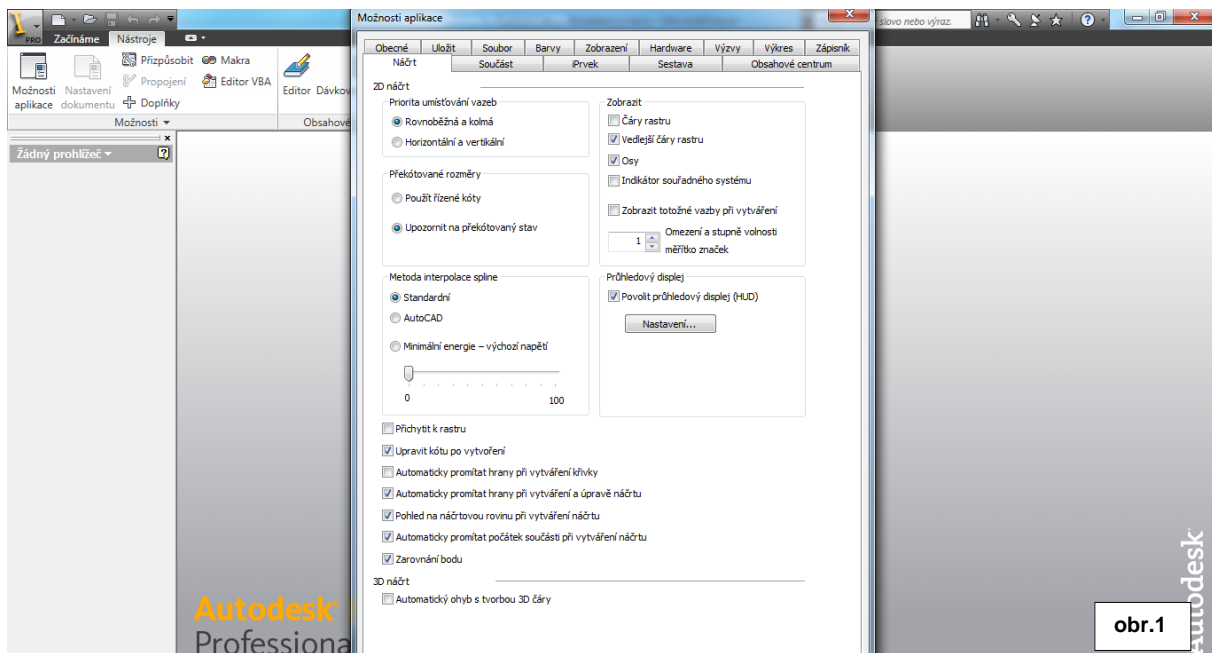 Možnosti aplikace
slovo nebo výraz.
PRO
Začínáme
Nástroje
Možnosti aplikace
Nastavení dokumentu
Přizpůsobit
Propojení
Doplňky
Makra
Editor VBA
Editor
Dávkov
Možnosti
Obsahové
Žádný prohlížeč
Obecné
Uložit
Soubor
Barvy
Zobrazení
Hardware
Výzvy
Výkres
Zápisník
Náčrt
Součást
iPrvek
Sestava
Obsahové centrum
2D náčrt
Priorita umísťování vazeb
Rovnoběžná a kolmá
Horizontální a vertikální
Překótované rozměry
Použít řízené kóty
Upozornit na překótovaný stav
Metoda interpolace spline
Standardní
AutoCAD
Minimální energie – výchozí napětí
0
100
Zobrazit
Čáry rastru
Vedlejší čáry rastru
Osy
Indikátor souřadného systému
Zobrazit totožné vazby při vytváření
1
Omezení a stupně volnosti
měřítko značek
Průhledový displej
Povolit průhledový displej (HUD)
Nastavení...
Přichytit k rastru
Upravit kótu po vytvoření
Automaticky promítat hrany při vytváření křivky
Automaticky promítat hrany při vytváření a úpravě náčrtu
Pohled na náčrtovou rovinu při vytváření náčrtu
Automaticky promítat počátek součásti při vytváření náčrtu
Zarovnání bodu
3D náčrt
Automatický ohyb s tvorbou 3D čáry
Autodesk
Professiona
Autodesk
obr.1